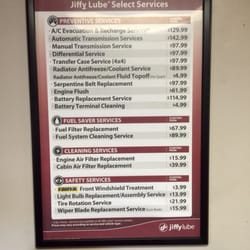 Jiffy Lube Select Services
PREVENTIVE SERVICES
A/C Evacuation & Recharge Service $129.99
Automatic Transmission Services $142.99
Manual Transmission Service $97.99
Differential Service $97.99
Transfer Case Service (4x4) $97.99
Radiator Antifreeze/Coolant Service $89.99
Radiator Antifreeze/Coolant Fluid Topoff $4.99
Serpentine Belt Replacement $97.99
Engine Flush $61.99
Battery Replacement Service $114.99
Battery Terminal Cleaning $4.99
FUEL SAVER SERVICES
Fuel Filter Replacement $67.99
Fuel System Cleaning Service $89.99
CLEANING SERVICES
Engine Air Filter Replacement $15.99
Cabin Air Filter Replacement $39.99
SAFETY SERVICES
Front Windshield Treatment $3.99
Light Bulb Replacement/Assembly Service $13.99
Tire Rotation Service $21.99
Wiper Blade Replacement Service $15.99
jiffy lube